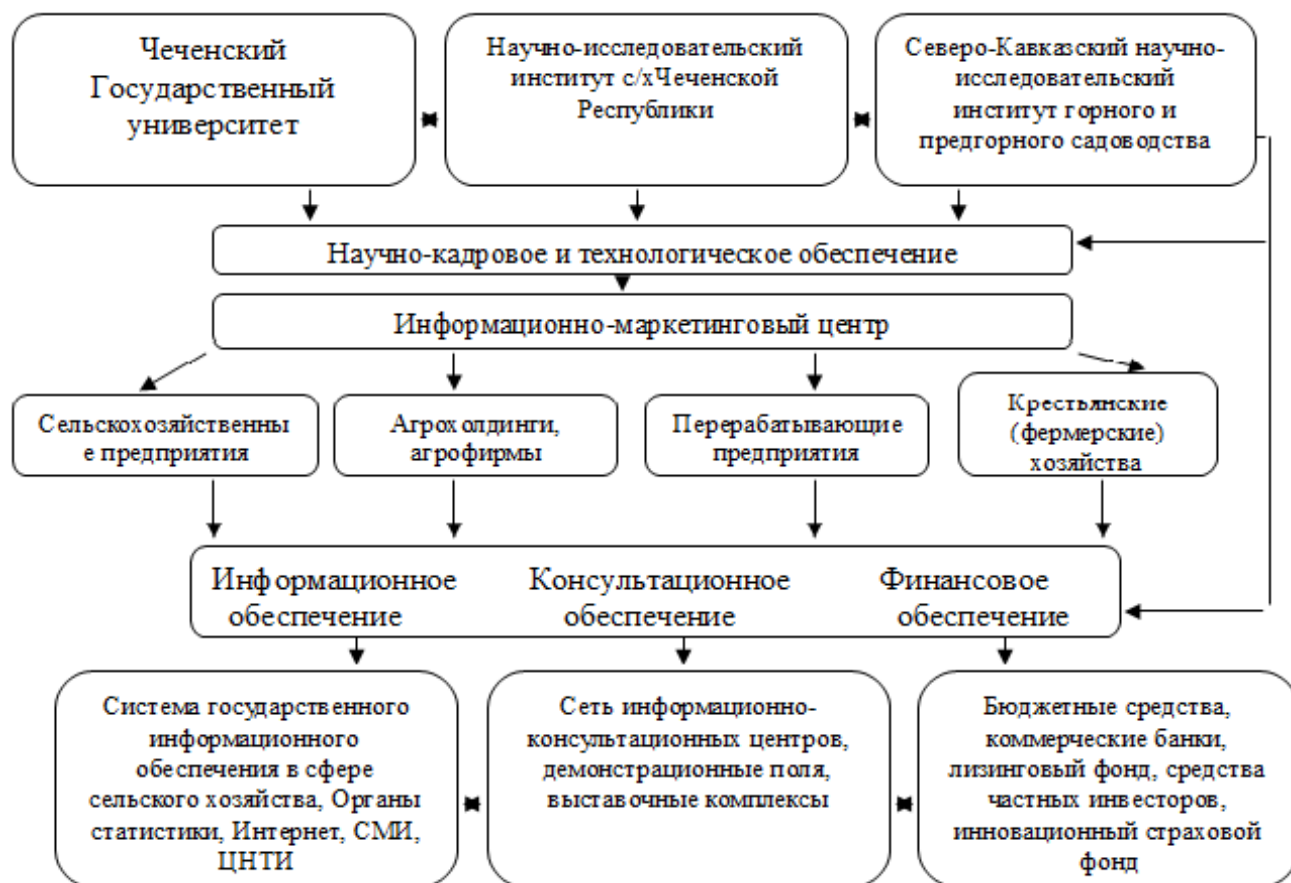 Чеченский
Государственный
университет
Научно-исследовательский
институт с/хЧеченской
Республики
Северо-Кавказский научно-
исследовательский
институт горного и
предгорного садоводства
Научно-кадровое и технологическое обеспечение
Информационно-маркетинговый центр
Сельскохозяйственны
е предприятия
Агрохолдинги,
агрофирмы
Перерабатывающие
предприятия
Крестьянские
(фермерские)
хозяйства
Информационное
обеспечение
Консультационное
обеспечение
Финансовое
обеспечение
Система государственного
информационного
обеспечения в сфере
сельского хозяйства, Органы
статистики, Интернет, СМИ,
ЦНТИ
Сеть информационно-
консультационных центров,
демонстрационные поля,
выставочные комплексы
Бюджетные средства,
коммерческие банки,
лизинговый фонд, средства
частных инвесторов,
инновационный страховой
фонд